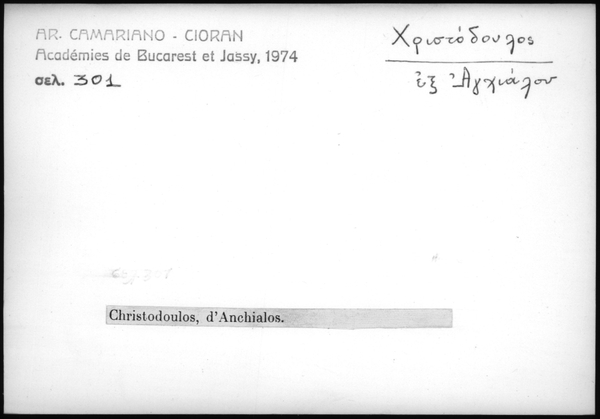 AR. CAMARIANO - CIORAN
Académies de Bucarest et Jassy, 1974
σελ. 301
Χριστόδουλος
ἐξ Ἀγχιάλου
Christodoulos, d'Anchialos.